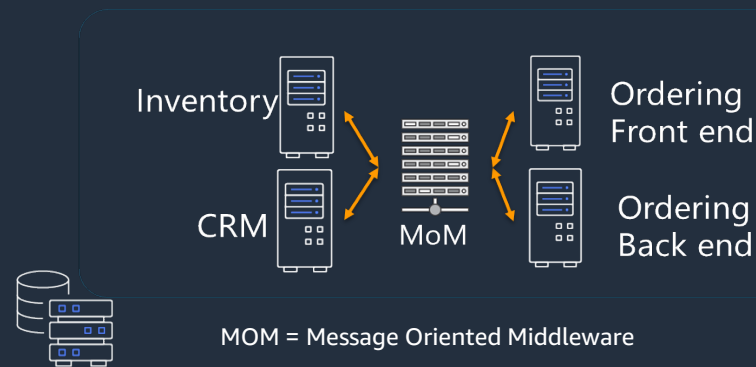 Inventory
CRM
MoM
Ordering
Front end
Ordering
Back end
MOM = Message Oriented Middleware